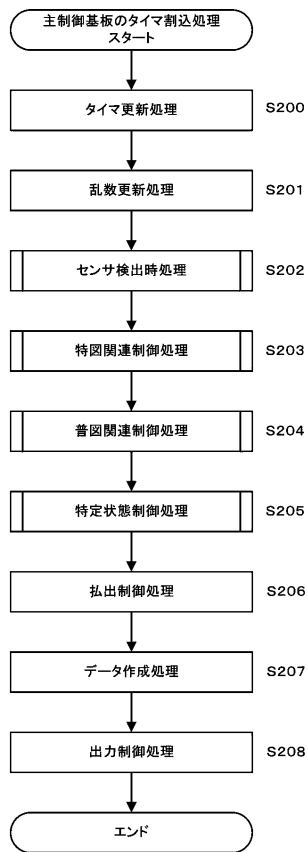 主制御基板のタイマ割込処理
スタート
タイマ更新処理 S200
乱数更新処理 S201
センサ検出時処理 S202
特図関連制御処理 S203
普図関連制御処理 S204
特定状態制御処理 S205
払出制御処理 S206
データ作成処理 S207
出力制御処理 S208
エンド